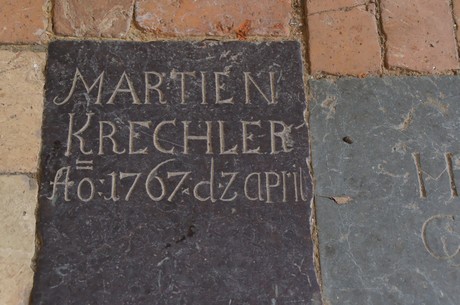 MARTIEN
KRECHLER
Ao:1767·d·2 april
H
G